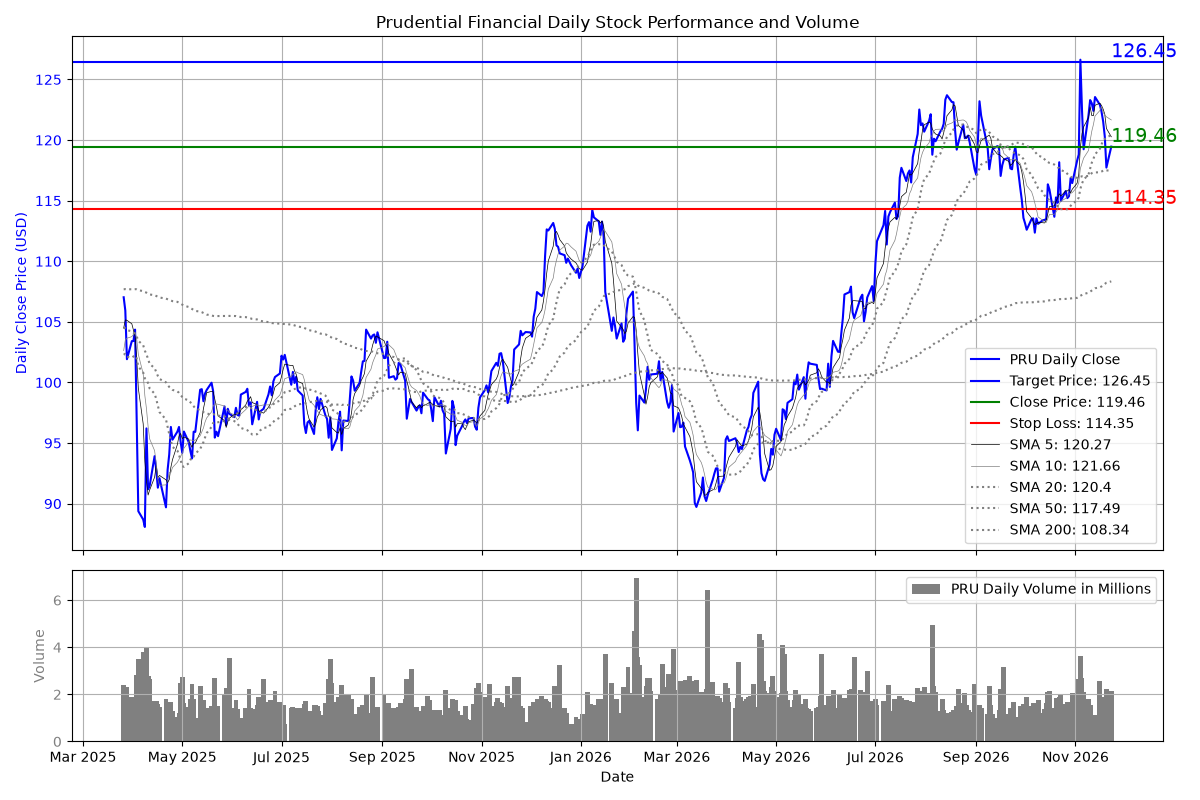 Prudential Financial Daily Stock Performance and Volume
126.45
125
120
119.46
115
114.35
110
105
100
95
90
Daily Close Price (USD)
PRU Daily Close
Target Price: 126.45
Close Price: 119.46
Stop Loss: 114.35
SMA 5: 120.27
SMA 10: 121.66
SMA 20: 120.4
SMA 50: 117.49
SMA 200: 108.34
PRU Daily Volume in Millions
6
4
2
0
Volume
Mar 2025 May 2025 Jul 2025 Sep 2025 Nov 2025 Jan 2026 Mar 2026 May 2026 Jul 2026 Sep 2026 Nov 2026
Date